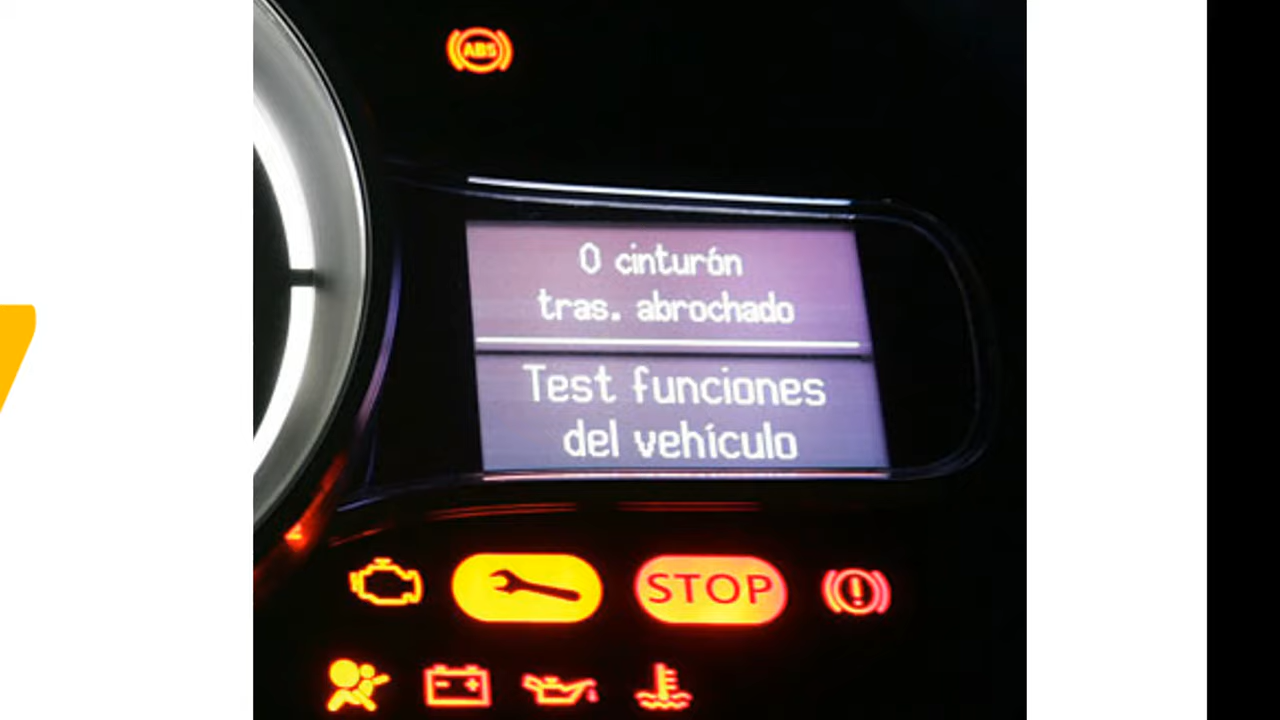 ABS
0 cinturón
tras. abrochado
Test funciones
del vehículo
STOP